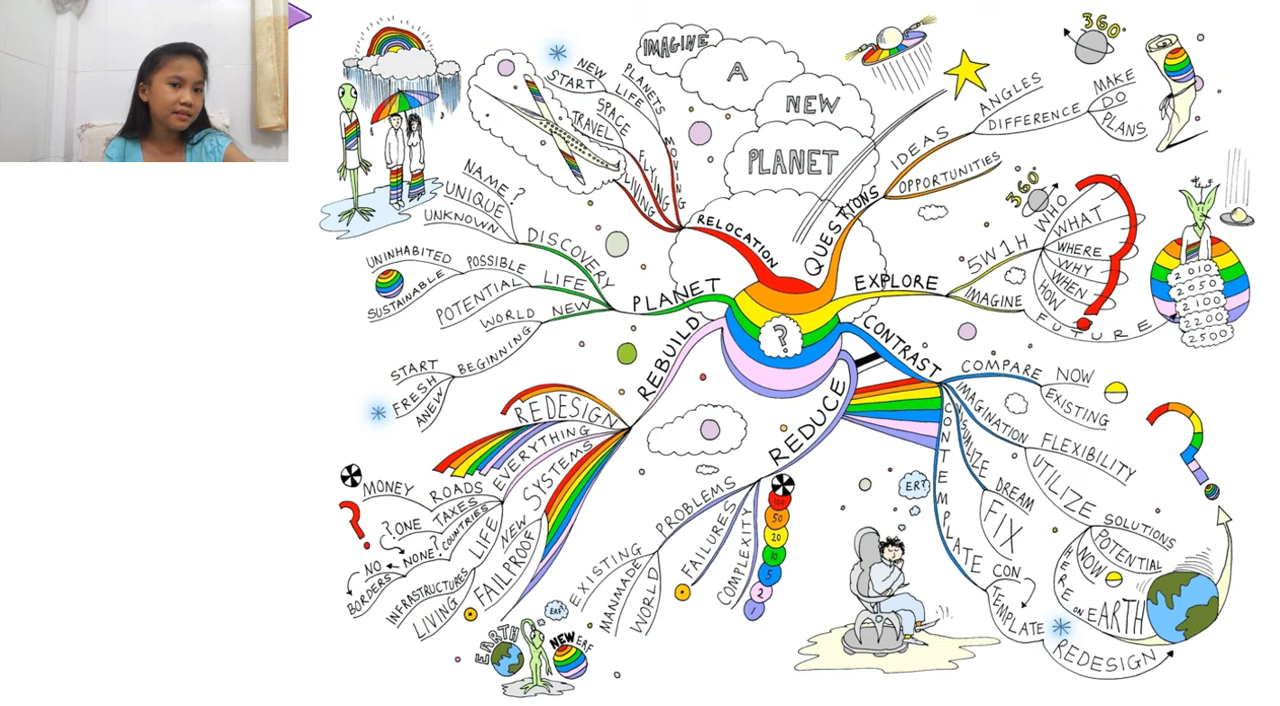 IMAGINE
A
NEW
PLANET
RELOCATION
MOVING
PLANETS
LIFE
NEW
START
SPACE
TRAVEL
FLYING
LIVING
QUESTIONS
IDEAS
ANGLES
DIFFERENCE
MAKE
DO
PLANS
OPPORTUNITIES
360°
EXPLORE
5W1H
WHO
WHAT
WHERE
WHY
WHEN
HOW
360°
IMAGINE
FUTURE
2010
2050
2100
2200
2500
?
CONTRAST
COMPARE
NOW
EXISTING
IMAGINATION
FLEXIBILITY
UTILIZE
SOLUTIONS
POTENTIAL
NOW
HERE
ON EARTH
VISUALIZE
DREAM
FIX
CONTEMPLATE
CON
TEMPLATE
REDESIGN
ER?
REDUCE
PROBLEMS
EXISTING
MANMADE
WORLD
FAILURES
COMPLEXITY
100
50
20
10
5
2
1
REBUILD
REDESIGN
EVERYTHING
ROADS
MONEY
TAXES
? ONE
COUNTRIES
NONE?
NO
BORDERS
LIFE
INFRASTRUCTURES
LIVING
SYSTEMS
NEW
FAILPROOF
EARTH
ERF?
NEW ERF
PLANET
DISCOVERY
NAME?
UNIQUE
UNKNOWN
LIFE
POSSIBLE
UNINHABITED
SUSTAINABLE
POTENTIAL
NEW
WORLD
BEGINNING
START
FRESH
ANEW